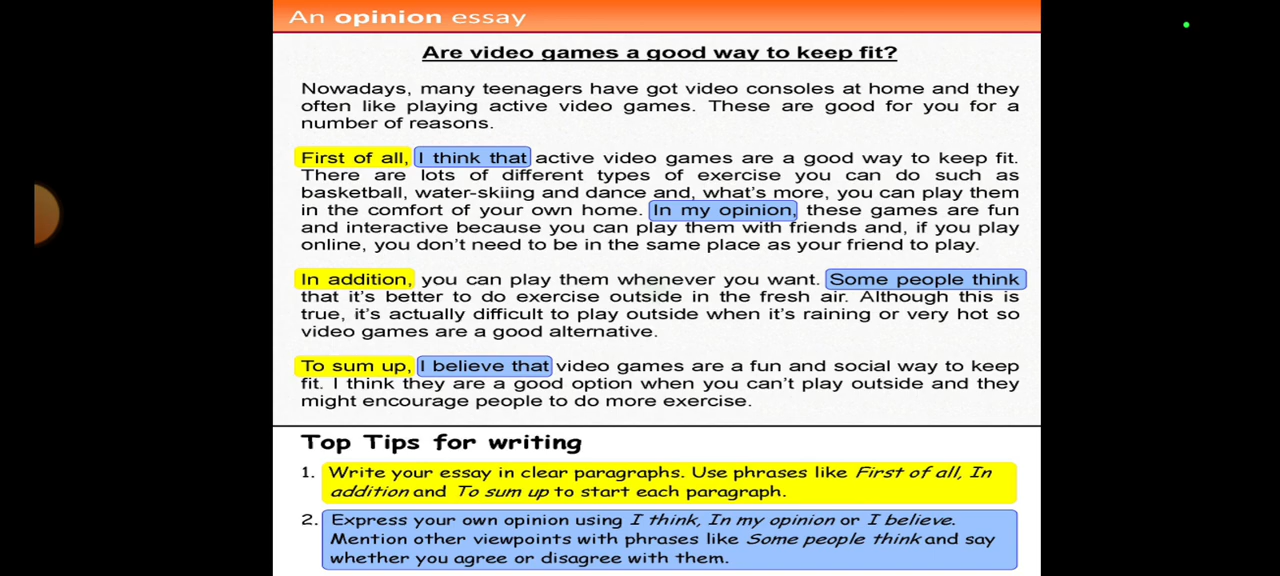 An opinion essay
Are video games a good way to keep fit?
Nowadays, many teenagers have got video consoles at home and they
often like playing active video games. These are good for you for a
number of reasons.
First of all, I think that active video games are a good way to keep fit.
There are lots of different types of exercise you can do such as
basketball, water-skiing and dance and, what's more, you can play them
in the comfort of your own home. In my opinion, these games are fun
and interactive because you can play them with friends and, if you play
online, you don't need to be in the same place as your friend to play.
In addition, you can play them whenever you want. Some people think
that it's better to do exercise outside in the fresh air. Although this is
true, it's actually difficult to play outside when it's raining or very hot so
video games are a good alternative.
To sum up, I believe that video games are a fun and social way to keep
fit. I think they are a good option when you can't play outside and they
might encourage people to do more exercise.
Top Tips for writing
1. Write your essay in clear paragraphs. Use phrases like First of all, In
addition and To sum up to start each paragraph.
2. Express your own opinion using I think, In my opinion or I believe.
Mention other viewpoints with phrases like Some people think and say
whether you agree or disagree with them.